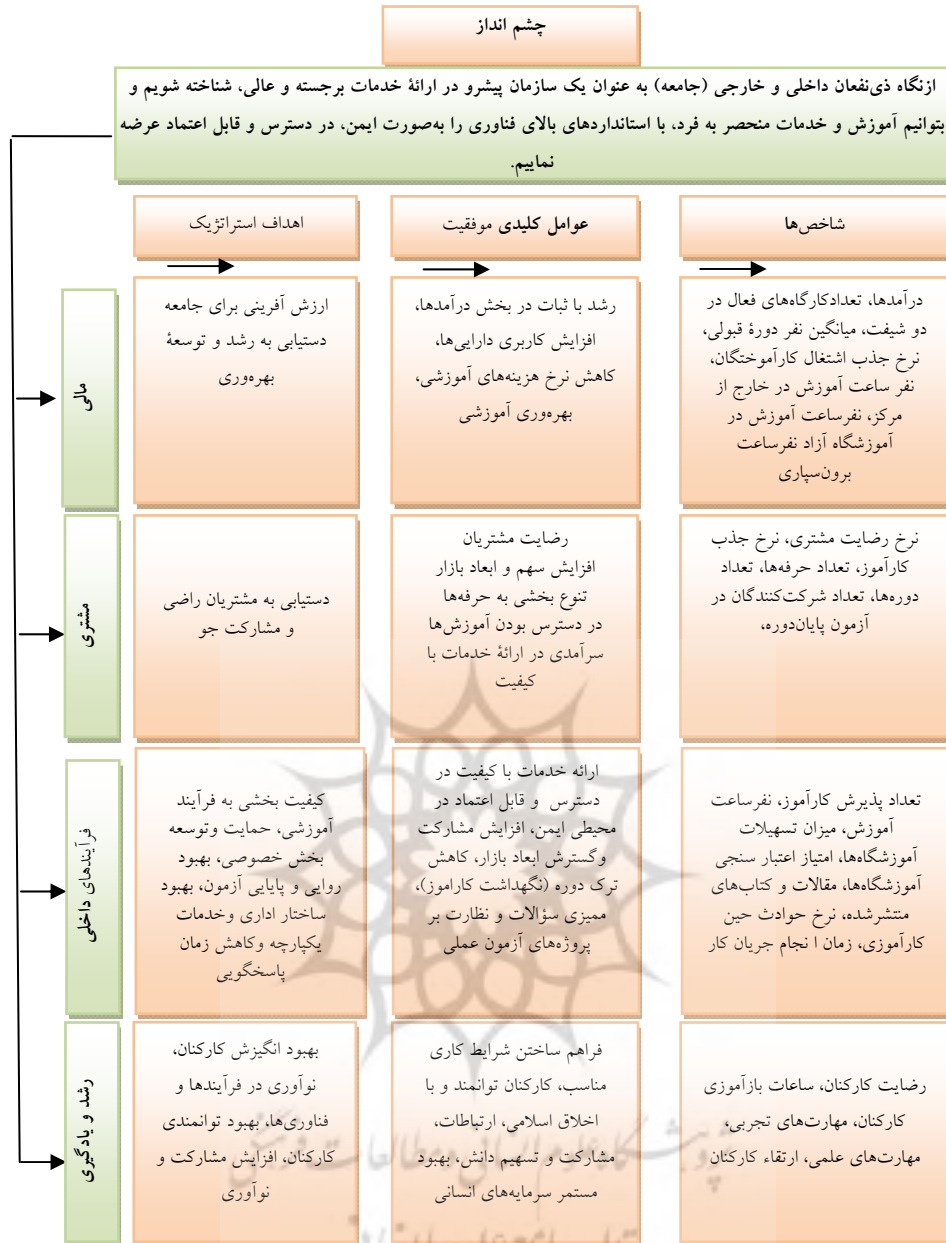 چشم انداز
ازنگاه ذی‌نفعان داخلی و خارجی (جامعه) به عنوان یک سازمان پیشرو در ارائۀ خدمات برجسته و عالی، شناخته شویم و
بتوانیم آموزش و خدمات منحصر به فرد، با استانداردهای بالای فناوری را به‌صورت ایمن، در دسترس و قابل اعتماد عرضه
نماییم.
شاخص‌ها
عوامل کلیدی موفقیت
اهداف استراتژیک
درآمدها، تعدادکارگاه‌های فعال در
دو شیفت، میانگین نفر دورۀ قبولی،
نرخ جذب اشتغال کارآموختگان،
نفر ساعت آموزش در خارج از
مرکز، نفرساعت آموزش در
آموزشگاه آزاد نفرساعت
برون‌سپاری
رشد با ثبات در بخش درآمدها،
افزایش کاربری دارایی‌ها،
کاهش نرخ هزینه‌های آموزشی،
بهره‌وری آموزشی
ارزش آفرینی برای جامعه
دستیابی به رشد و توسعۀ
بهره‌وری
مالی
نرخ رضایت مشتری، نرخ جذب
کارآموز، تعداد حرفه‌ها، تعداد
دوره‌ها، تعداد شرکت‌کنندگان در
آزمون پایان‌دوره،
رضایت مشتریان
افزایش سهم و ابعاد بازار
تنوع بخشی به حرفه‌ها
در دسترس بودن آموزش‌ها
سرآمدی در ارائۀ خدمات با
کیفیت
دستیابی به مشتریان راضی
و مشارکت جو
مشتری
تعداد پذیرش کارآموز، نفرساعت
آموزش، میزان تسهیلات
آموزشگاه‌ها، امتیاز اعتبار سنجی
آموزشگاه‌ها، مقالات و کتاب‌های
منتشرشده، نرخ حوادث حین
کارآموزی، زمان ا نجام جریان کار
ارائه خدمات با کیفیت در
دسترس و قابل اعتماد در
محیطی ایمن، افزایش مشارکت
وگسترش ابعاد بازار، کاهش
ترک دوره (نگهداشت کاراموز)،
ممیزی سؤالات و نظارت بر
پروژه‌های آزمون عملی
کیفیت بخشی به فرآیند
آموزشی، حمایت وتوسعه
بخش خصوصی، بهبود
روایی و پایایی آزمون، بهبود
ساختار اداری وخدمات
یکپارچه وکاهش زمان
پاسخگویی
فرآیندهای داخلی
رضایت کارکنان، ساعات بازآموزی
کارکنان، مهارت‌های تجربی،
مهارت‌های علمی، ارتقاء کارکنان
فراهم ساختن شرایط کاری
مناسب، کارکنان توانمند و با
اخلاق اسلامی، ارتباطات،
مشارکت و تسهیم دانش، بهبود
مستمر سرمایه‌های انسانی
بهبود انگیزش کارکنان،
نوآوری در فرآیندها و
فناوری‌ها، بهبود توانمندی
کارکنان، افزایش مشارکت و
نوآوری
رشد و یادگیری
پژوهشگاه علوم انسانی و مطالعات فرهنگی